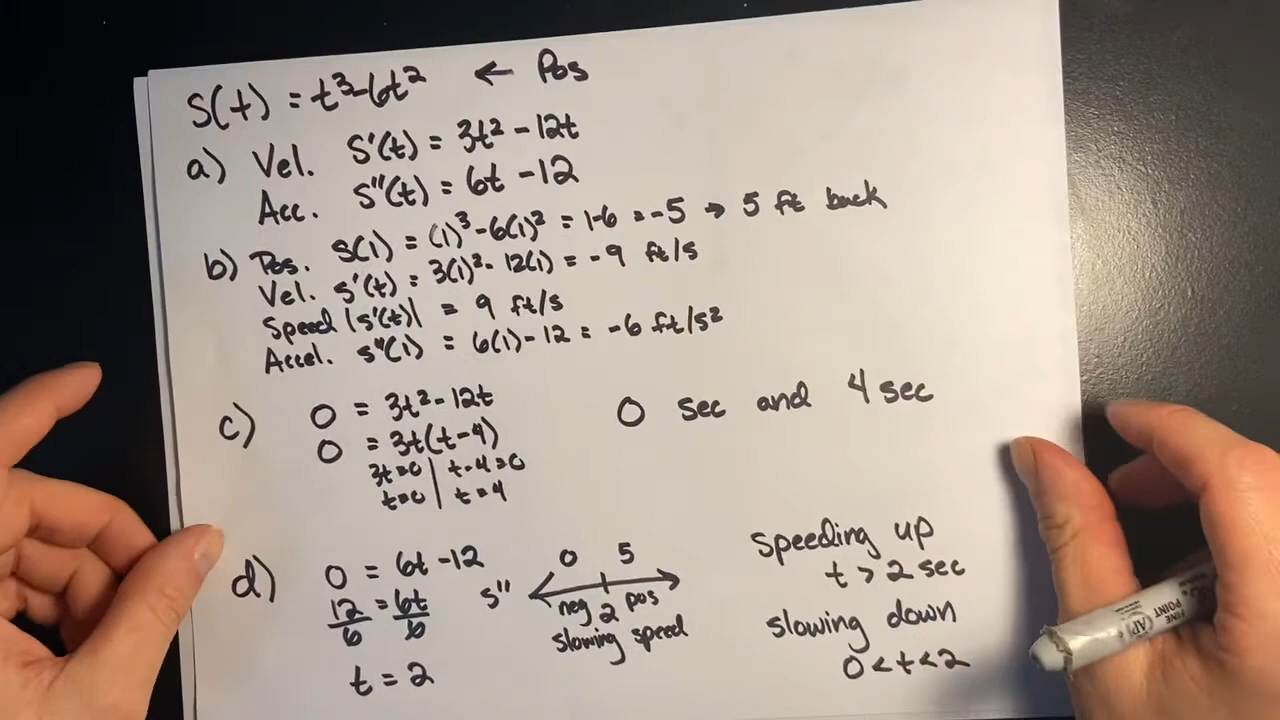 S(t) = t³-6t² ← Pos
a) Vel. S'(t) = 3t² - 12t
Acc. S''(t) = 6t - 12
b) Pos. S(1) = (1)³ - 6(1)² = 1-6 = -5 → 5 ft back
Vel. s'(t) = 3(1)² - 12(1) = -9 ft/s
Speed |s'(t)| = 9 ft/s
Accel. s''(1) = 6(1) - 12 = -6 ft/s²
c) 0 = 3t² - 12t
0 = 3t(t-4)
3t=0 | t-4=0
t=0 | t=4
0 sec and 4 sec
d) 0 = 6t - 12
12/6 = 6t/6
t = 2
s'' 0 5
neg 2 pos
slowing speed
speeding up
t > 2 sec
slowing down
0 < t < 2
FINE
POINT
AP